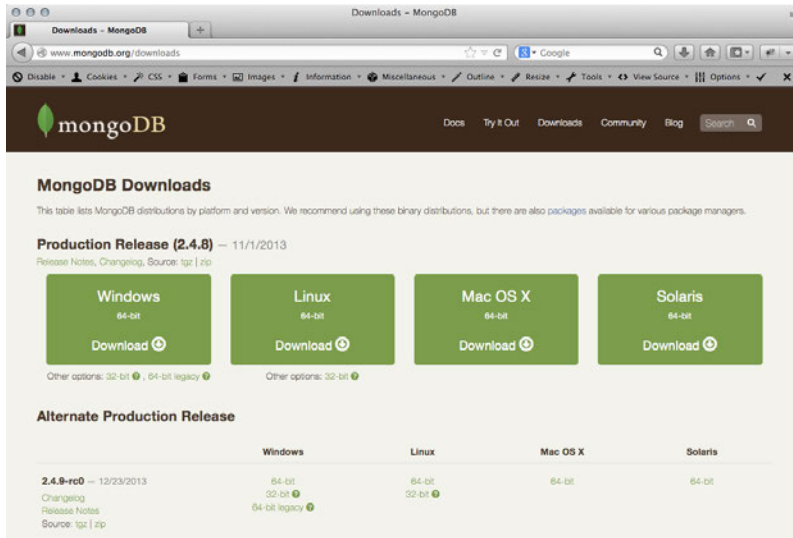 Downloads – MongoDB
Downloads – MongoDB
www.mongodb.org/downloads
Google
Disable Cookies CSS Forms Images Information Miscellaneous Outline Resize Tools View Source Options
mongoDB
Docs Try It Out Downloads Community Blog Search
MongoDB Downloads
This table lists MongoDB distributions by platform and version. We recommend using these binary distributions, but there are also packages available for various package managers.
Production Release (2.4.8) – 11/1/2013
Release Notes, Changelog, Source: tgz | zip
Windows Linux Mac OS X Solaris
64-bit 64-bit 64-bit 64-bit
Download Download Download Download
Other options: 32-bit , 64-bit legacy Other options: 32-bit
Alternate Production Release
Windows Linux Mac OS X Solaris
2.4.9-rc0 – 12/23/2013 64-bit 64-bit 64-bit 64-bit
Changelog 32-bit 32-bit
Release Notes 64-bit legacy
Source: tgz | zip